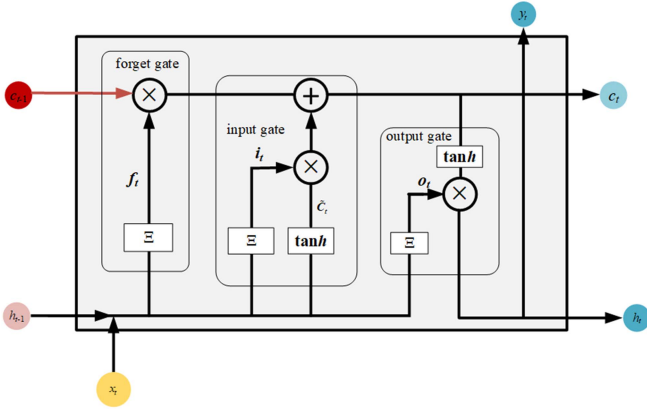 y_t
forget gate
c_{t-1}
×
+
c_t
input gate
output gate
i_t
×
tanh
f_t
o_t
×
c̃_t
Ξ
Ξ
tanh
Ξ
h_{t-1}
h_t
x_t